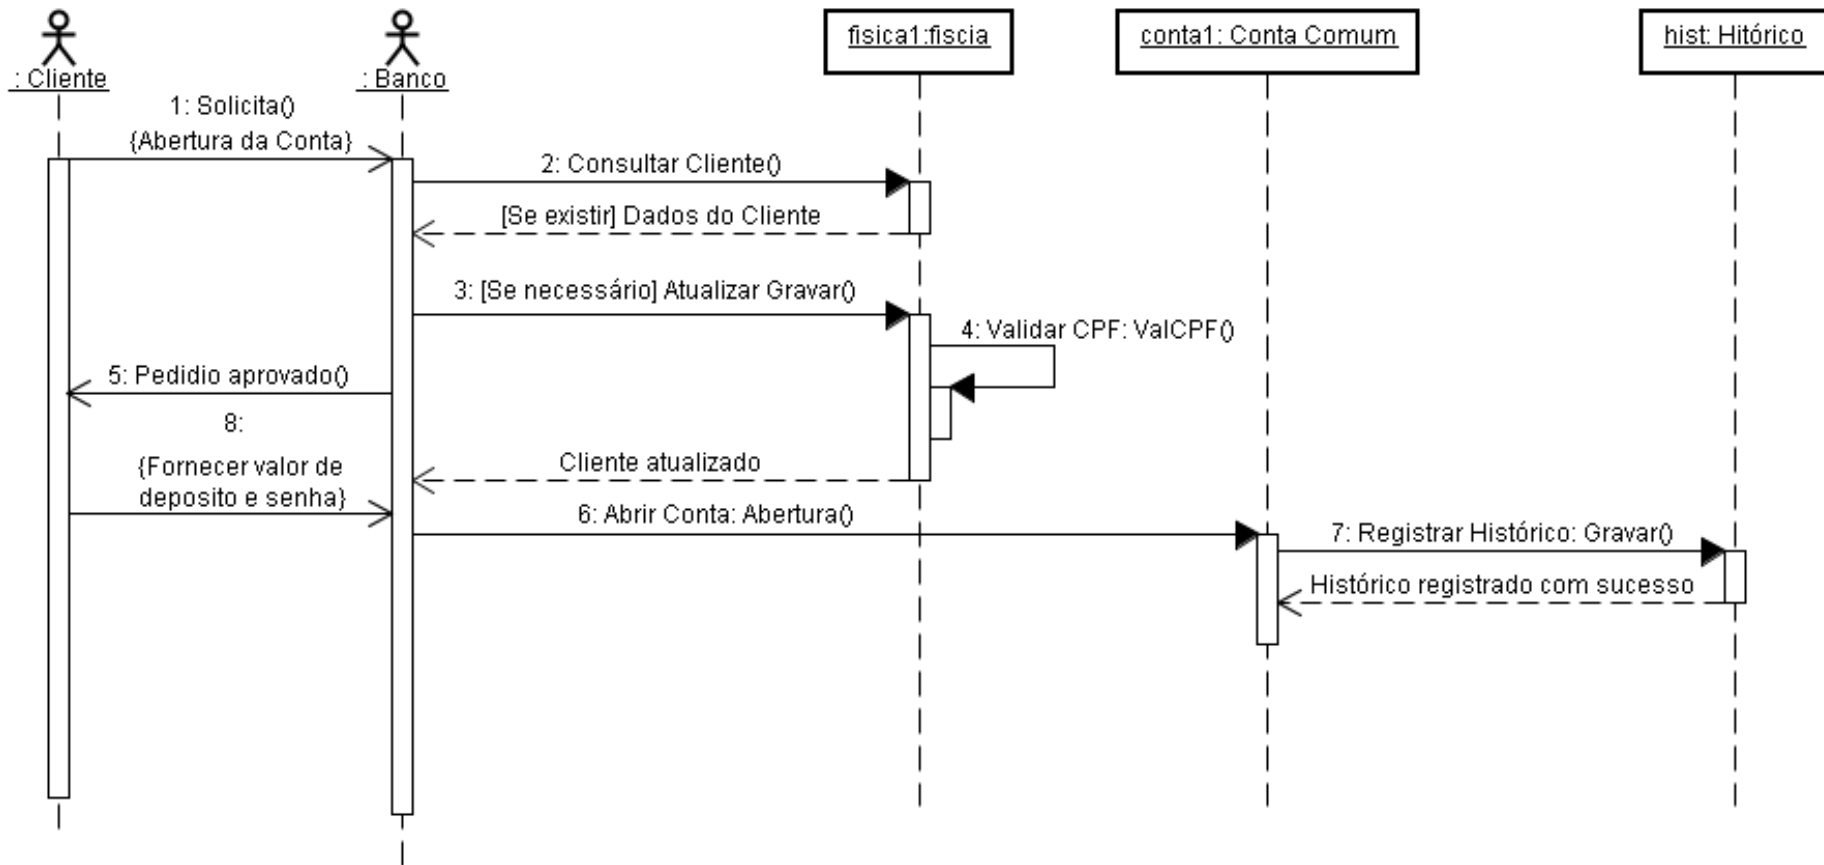 : Cliente
: Banco
fisica1:fiscia
conta1: Conta Comum
hist: Hitórico
1: Solicita()
{Abertura da Conta}
2: Consultar Cliente()
[Se existir] Dados do Cliente
3: [Se necessário] Atualizar Gravar()
4: Validar CPF: ValCPF()
5: Pedidio aprovado()
8:
{Fornecer valor de
deposito e senha}
Cliente atualizado
6: Abrir Conta: Abertura()
7: Registrar Histórico: Gravar()
Histórico registrado com sucesso